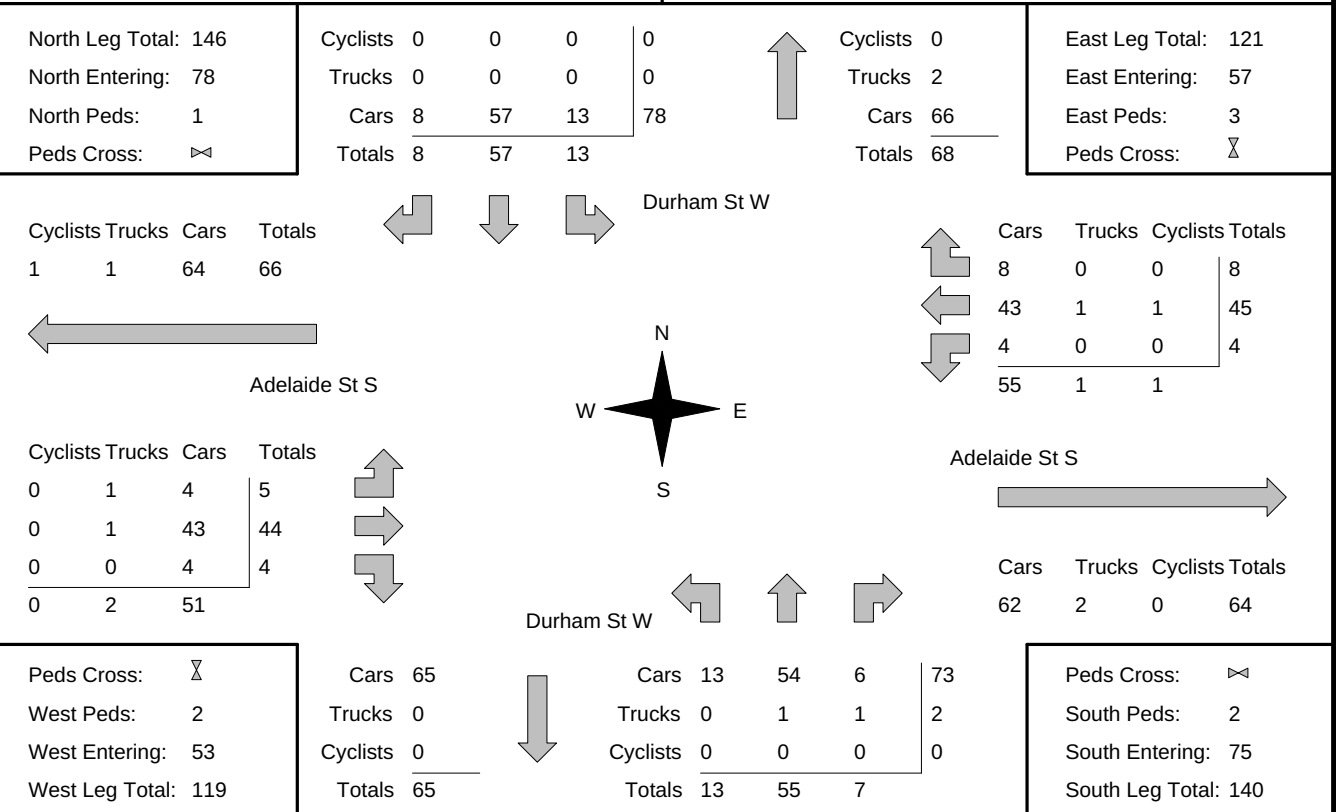 North Leg Total: 146
North Entering: 78
North Peds: 1
Peds Cross:
Cyclists 0 0 0 0
Trucks 0 0 0 0
Cars 8 57 13 78
Totals 8 57 13
Cyclists 0
Trucks 2
Cars 66
Totals 68
East Leg Total: 121
East Entering: 57
East Peds: 3
Peds Cross:
Durham St W
Cyclists Trucks Cars Totals
1 1 64 66
Adelaide St S
Cars Trucks Cyclists Totals
8 0 0 8
43 1 1 45
4 0 0 4
55 1 1
N
W E
S
Cyclists Trucks Cars Totals
0 1 4 5
0 1 43 44
0 0 4 4
0 2 51
Adelaide St S
Cars Trucks Cyclists Totals
62 2 0 64
Durham St W
Peds Cross:
West Peds: 2
West Entering: 53
West Leg Total: 119
Cars 65
Trucks 0
Cyclists 0
Totals 65
Cars 13 54 6 73
Trucks 0 1 1 2
Cyclists 0 0 0 0
Totals 13 55 7
Peds Cross:
South Peds: 2
South Entering: 75
South Leg Total: 140